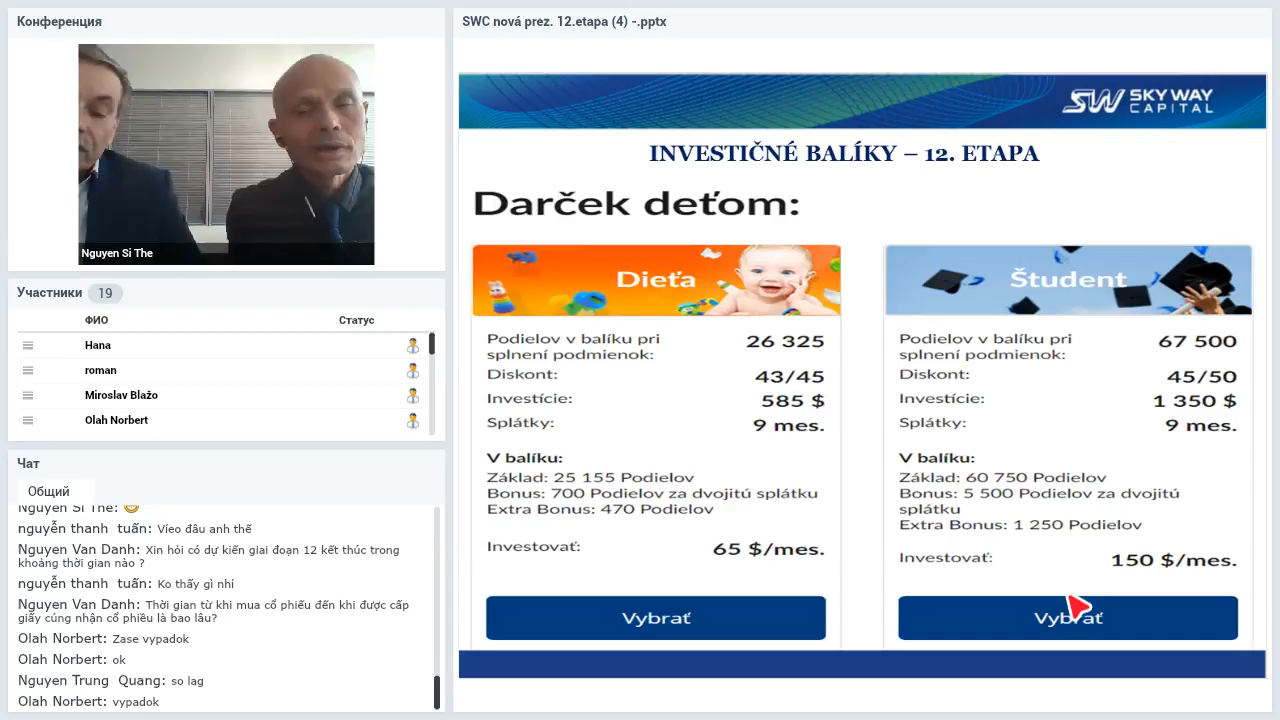 Конференция
Nguyen Si The
Участники 19
ФИО Статус
Hana
roman
Miroslav Blažo
Olah Norbert
Чат
Общий
Nguyen Si The:
nguyễn thanh tuấn: Víeo đâu anh thế
Nguyen Van Danh: Xin hỏi có dự kiến giai đoạn 12 kết thúc trong
khoảng thời gian nào ?
nguyễn thanh tuấn: Ko thấy gì nhỉ
Nguyen Van Danh: Thời gian từ khi mua cổ phiếu đến khi được cấp
giấy cúng nhận cổ phiều là bao lâu?
Olah Norbert: Zase vypadok
Olah Norbert: ok
Nguyen Trung Quang: so lag
Olah Norbert: vypadok
SWC nová prez. 12.etapa (4) -.pptx
SW SKY WAY
CAPITAL
INVESTIČNÉ BALÍKY – 12. ETAPA
Darček deťom:
Dieťa
Podielov v balíku pri
splnení podmienok: 26 325
Diskont: 43/45
Investície: 585 $
Splátky: 9 mes.
V balíku:
Základ: 25 155 Podielov
Bonus: 700 Podielov za dvojitú splátku
Extra Bonus: 470 Podielov
Investovať: 65 $/mes.
Vybrať
Študent
Podielov v balíku pri
splnení podmienok: 67 500
Diskont: 45/50
Investície: 1 350 $
Splátky: 9 mes.
V balíku:
Základ: 60 750 Podielov
Bonus: 5 500 Podielov za dvojitú
splátku
Extra Bonus: 1 250 Podielov
Investovať: 150 $/mes.
Vybrať